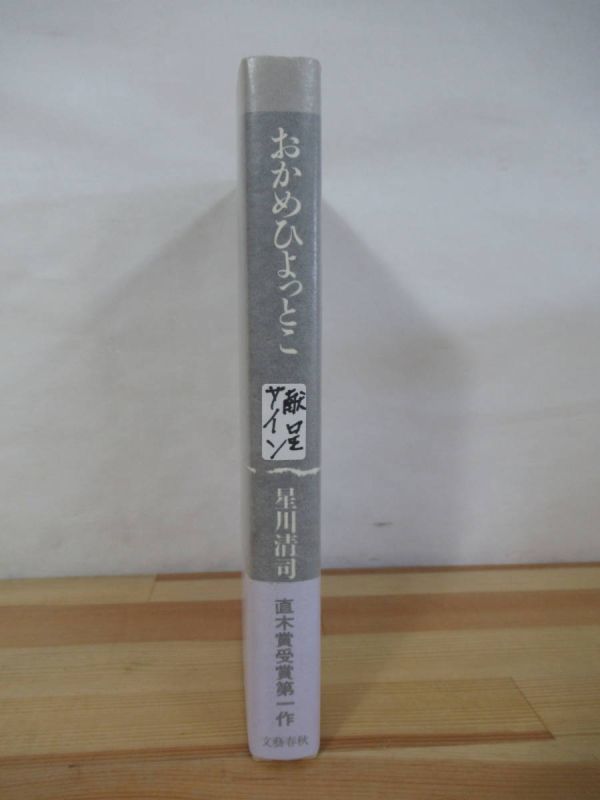 おかめひょっとこ
献呈
サイン
星川清司
直木賞受賞第一作
文藝春秋